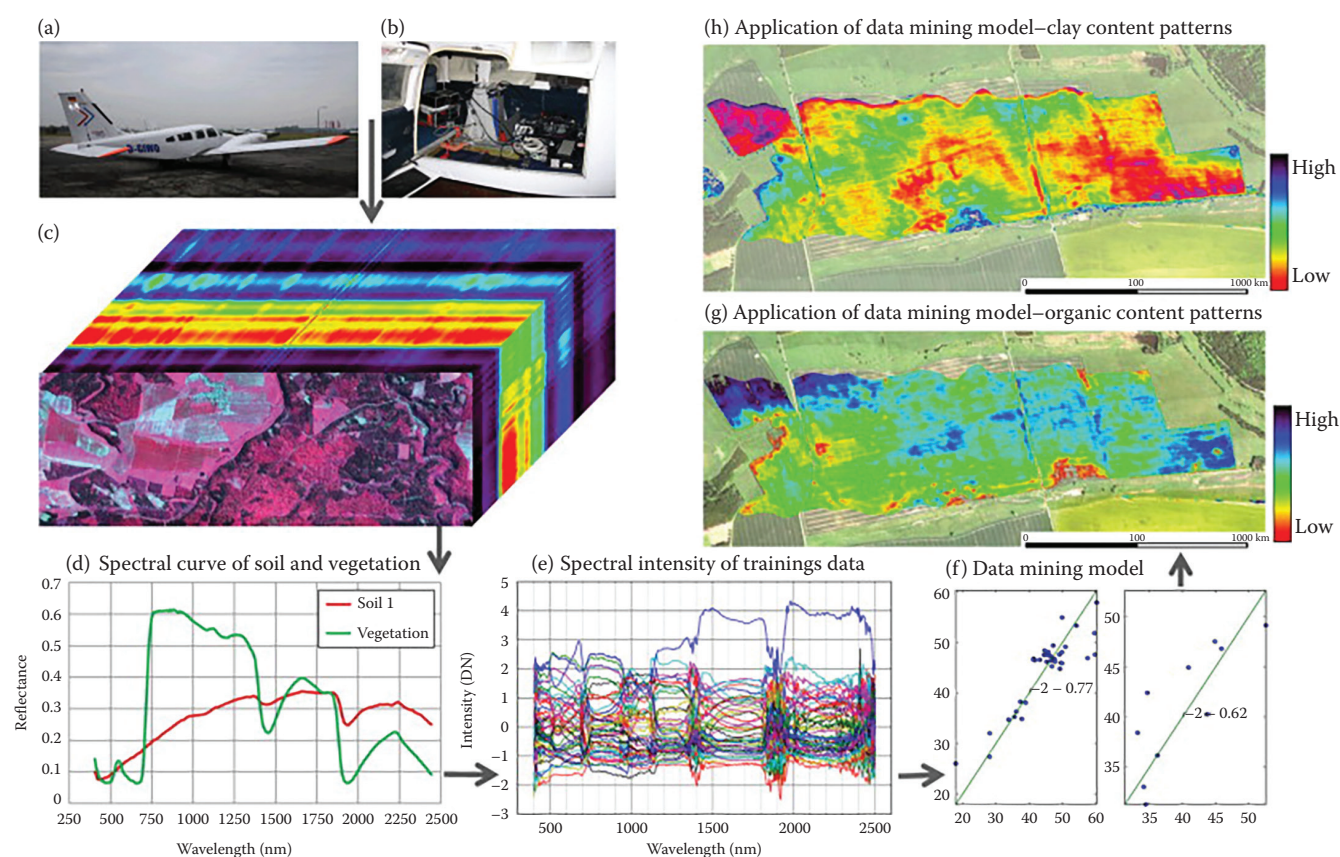 (a)
(b)
D-GIWO
(c)
(h) Application of data mining model–clay content patterns
High
Low
0 100 1000 km
(g) Application of data mining model–organic content patterns
High
Low
0 100 1000 km
(d) Spectral curve of soil and vegetation
Soil 1
Vegetation
Reflectance
0.7
0.6
0.5
0.4
0.3
0.2
0.1
0
250 500 750 1000 1250 1500 1750 2000 2250 2500
Wavelength (nm)
(e) Spectral intensity of trainings data
Intensity (DN)
5
4
3
2
1
0
−1
−2
−3
500 1000 1500 2000 2500
Wavelength (nm)
(f) Data mining model
60
50
40
30
20
−2 − 0.77
20 30 40 50 60
50
45
40
35
−2 − 0.62
35 40 45 50